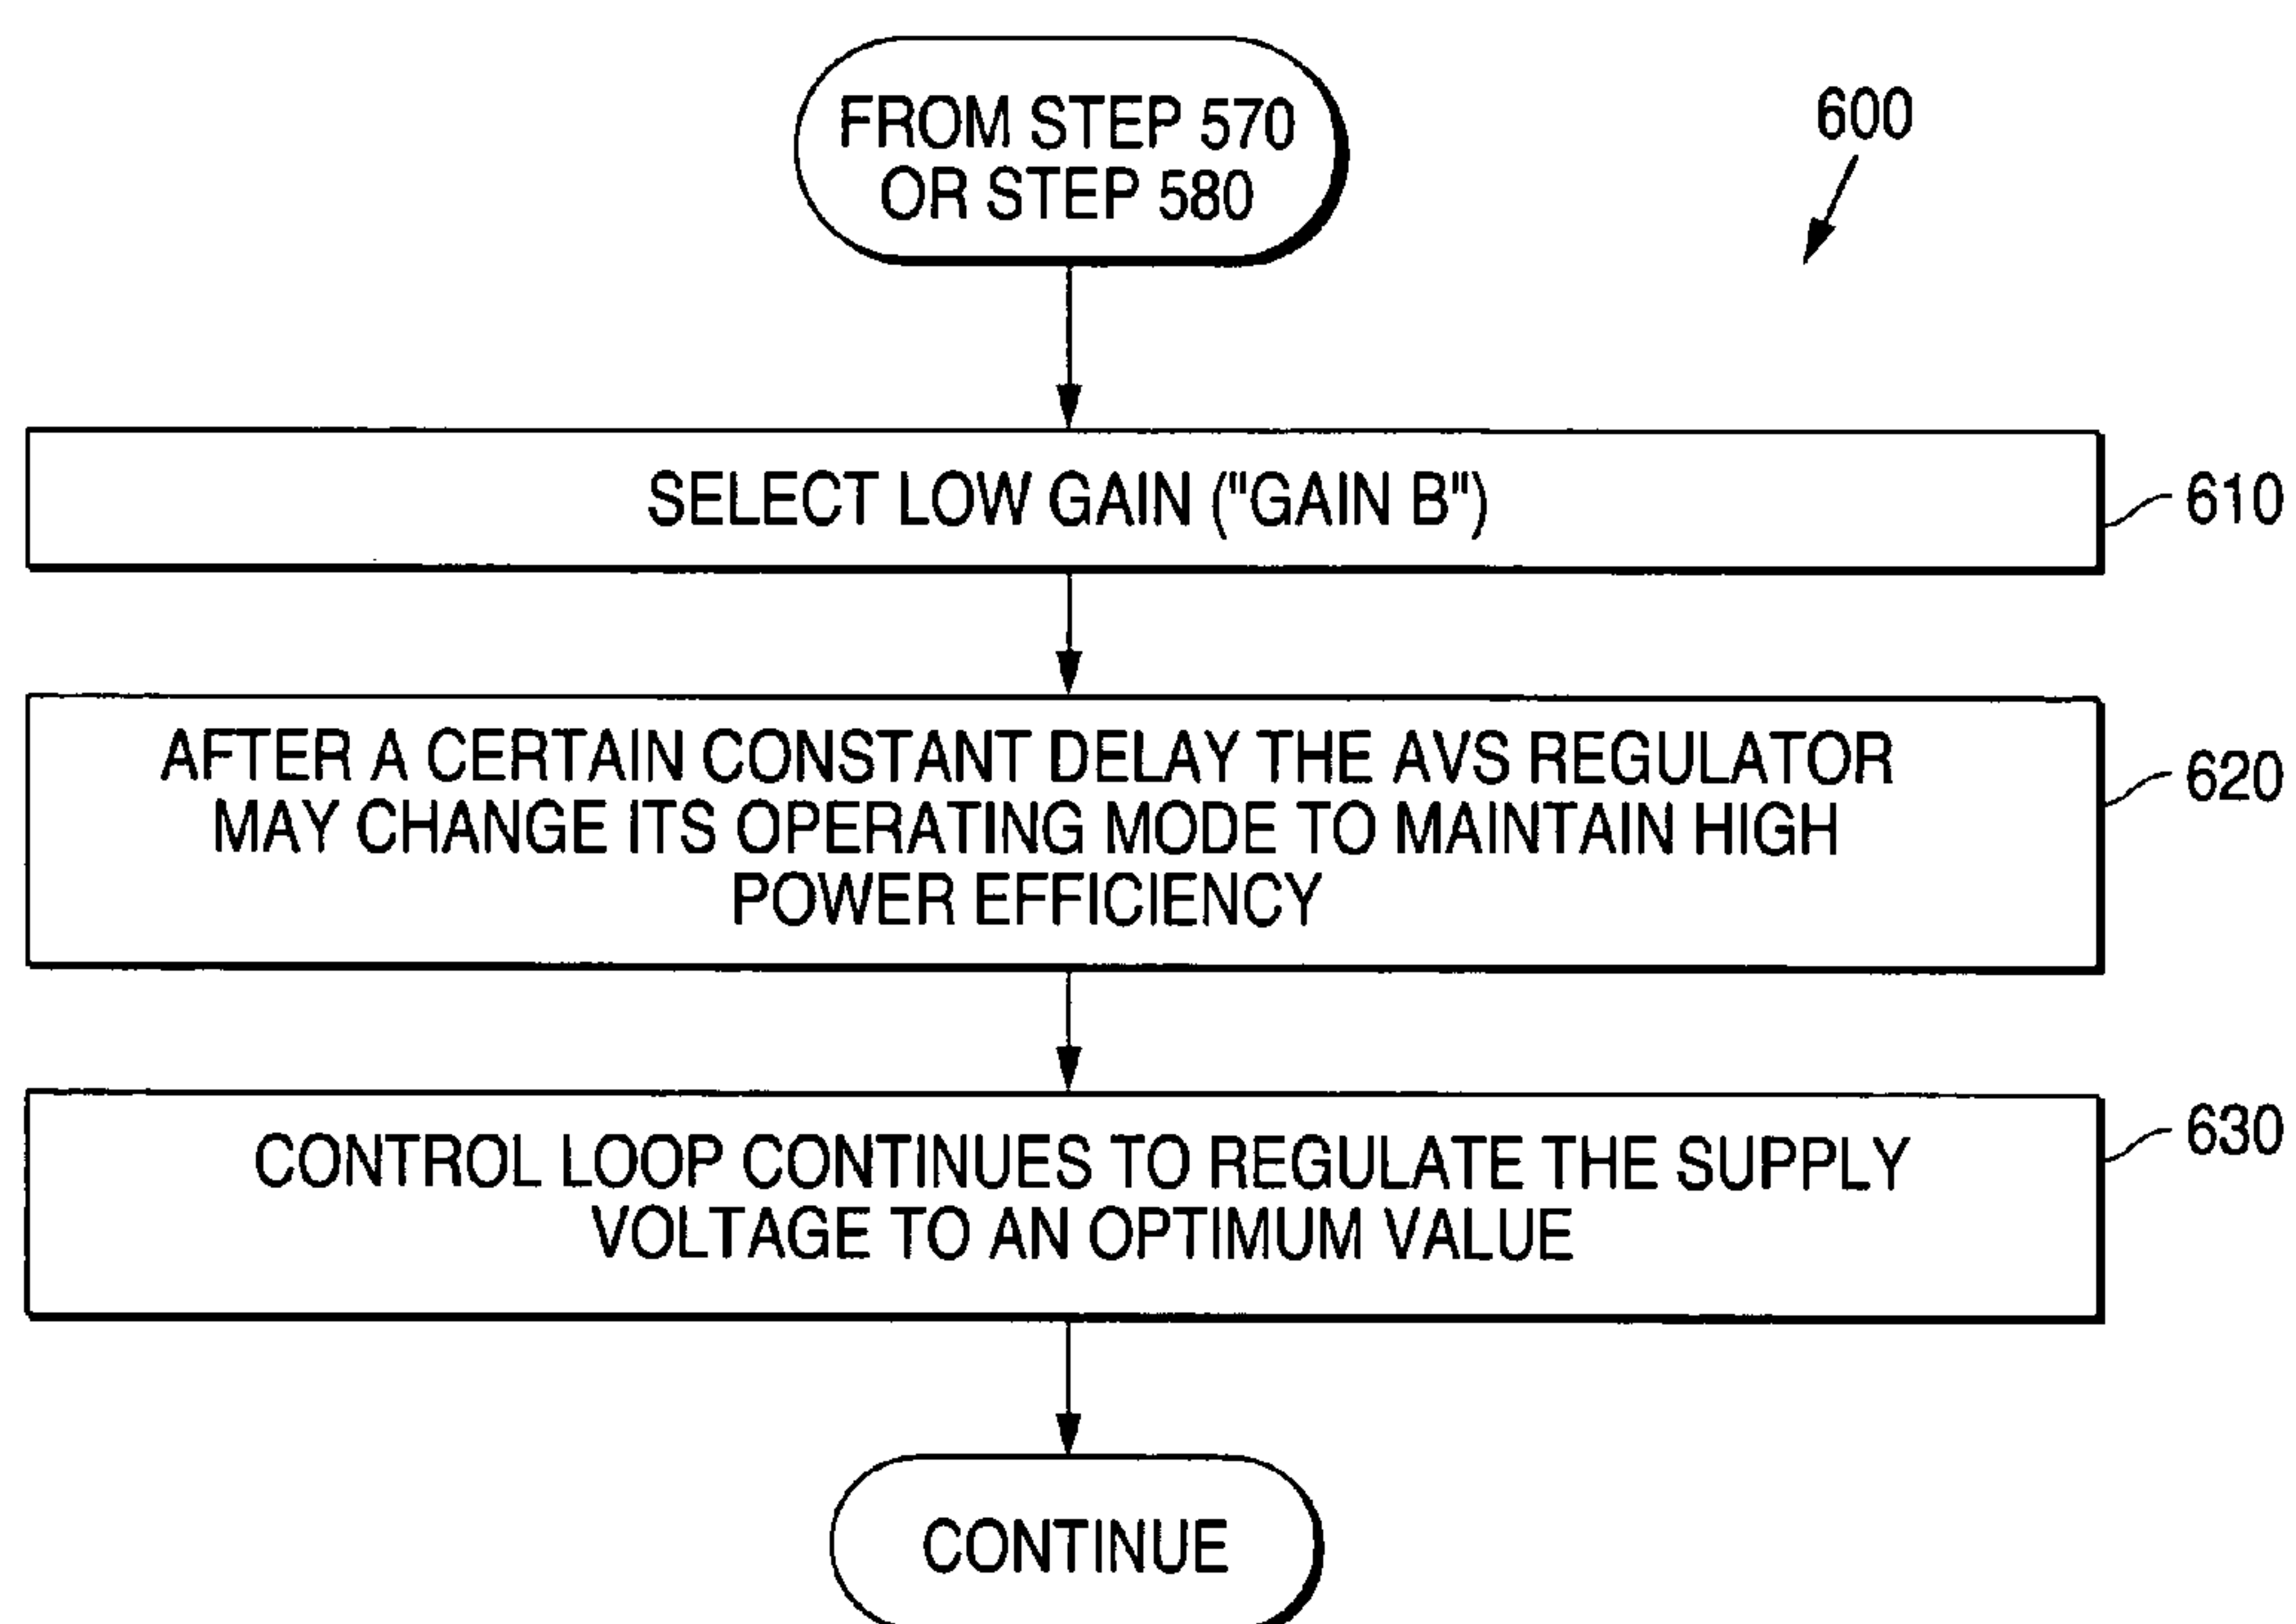 FROM STEP 570
OR STEP 580
600
SELECT LOW GAIN ("GAIN B")
610
AFTER A CERTAIN CONSTANT DELAY THE AVS REGULATOR
MAY CHANGE ITS OPERATING MODE TO MAINTAIN HIGH
POWER EFFICIENCY
620
CONTROL LOOP CONTINUES TO REGULATE THE SUPPLY
VOLTAGE TO AN OPTIMUM VALUE
630
CONTINUE